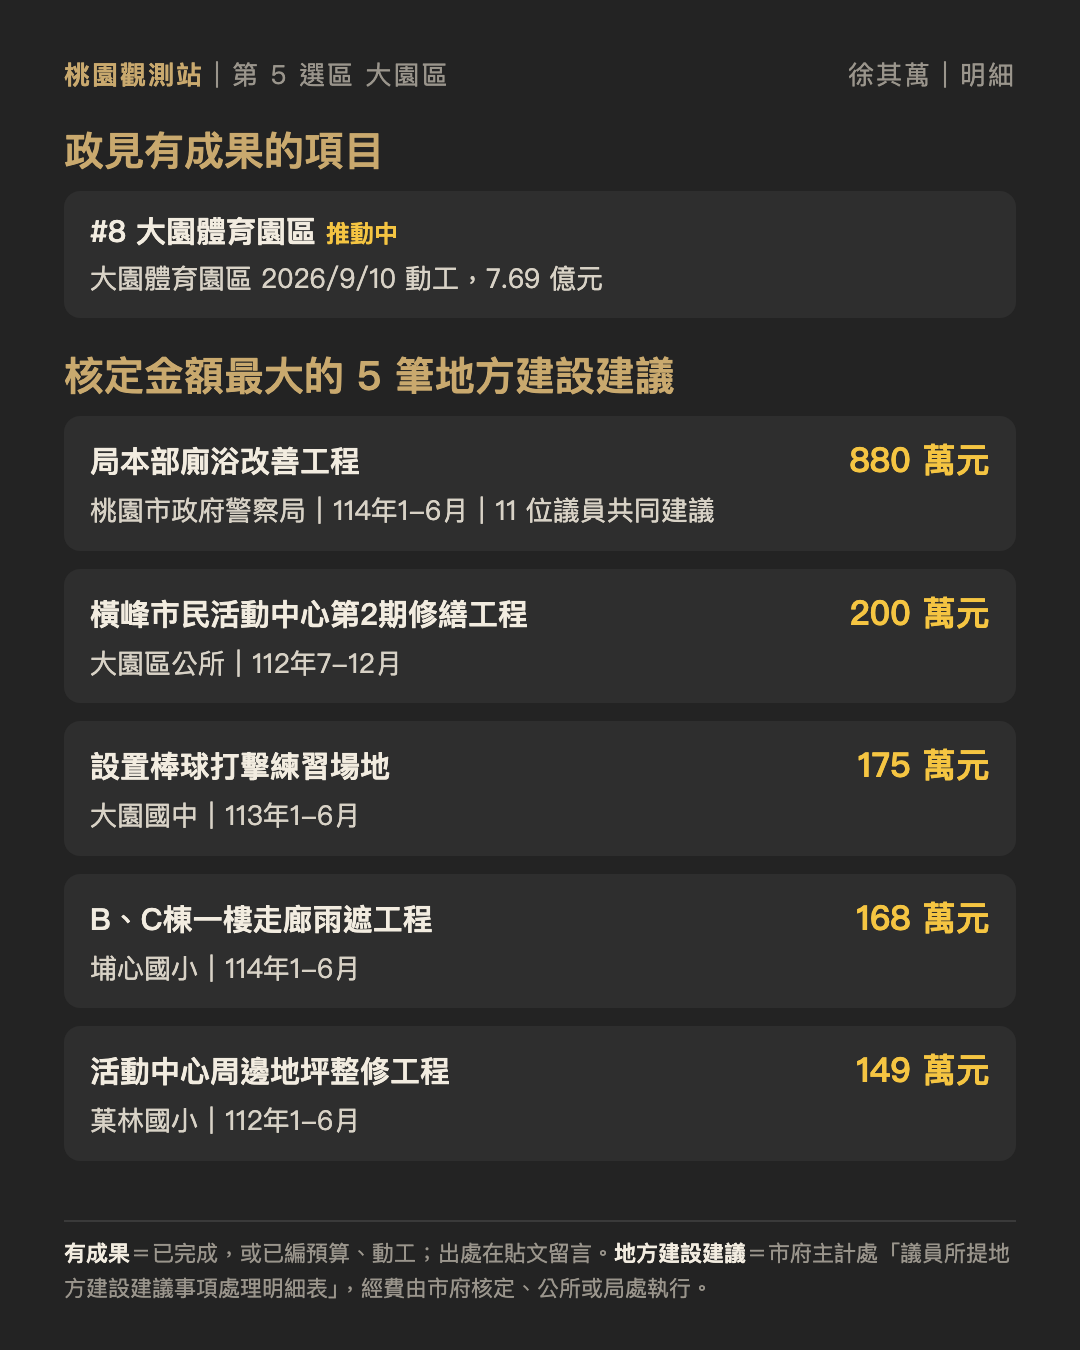 桃園觀測站｜第 5 選區 大園區
徐其萬｜明細
政見有成果的項目
#8 大園體育園區 推動中
大園體育園區 2026/9/10 動工，7.69 億元
核定金額最大的 5 筆地方建設建議
局本部廁浴改善工程
880 萬元
桃園市政府警察局｜114年1–6月｜11 位議員共同建議
橫峰市民活動中心第2期修繕工程
200 萬元
大園區公所｜112年7–12月
設置棒球打擊練習場地
175 萬元
大園國中｜113年1–6月
B、C棟一樓走廊雨遮工程
168 萬元
埔心國小｜114年1–6月
活動中心周邊地坪整修工程
149 萬元
菓林國小｜112年1–6月
有成果＝已完成，或已編預算、動工；出處在貼文留言。地方建設建議＝市府主計處「議員所提地
方建設建議事項處理明細表」，經費由市府核定、公所或局處執行。